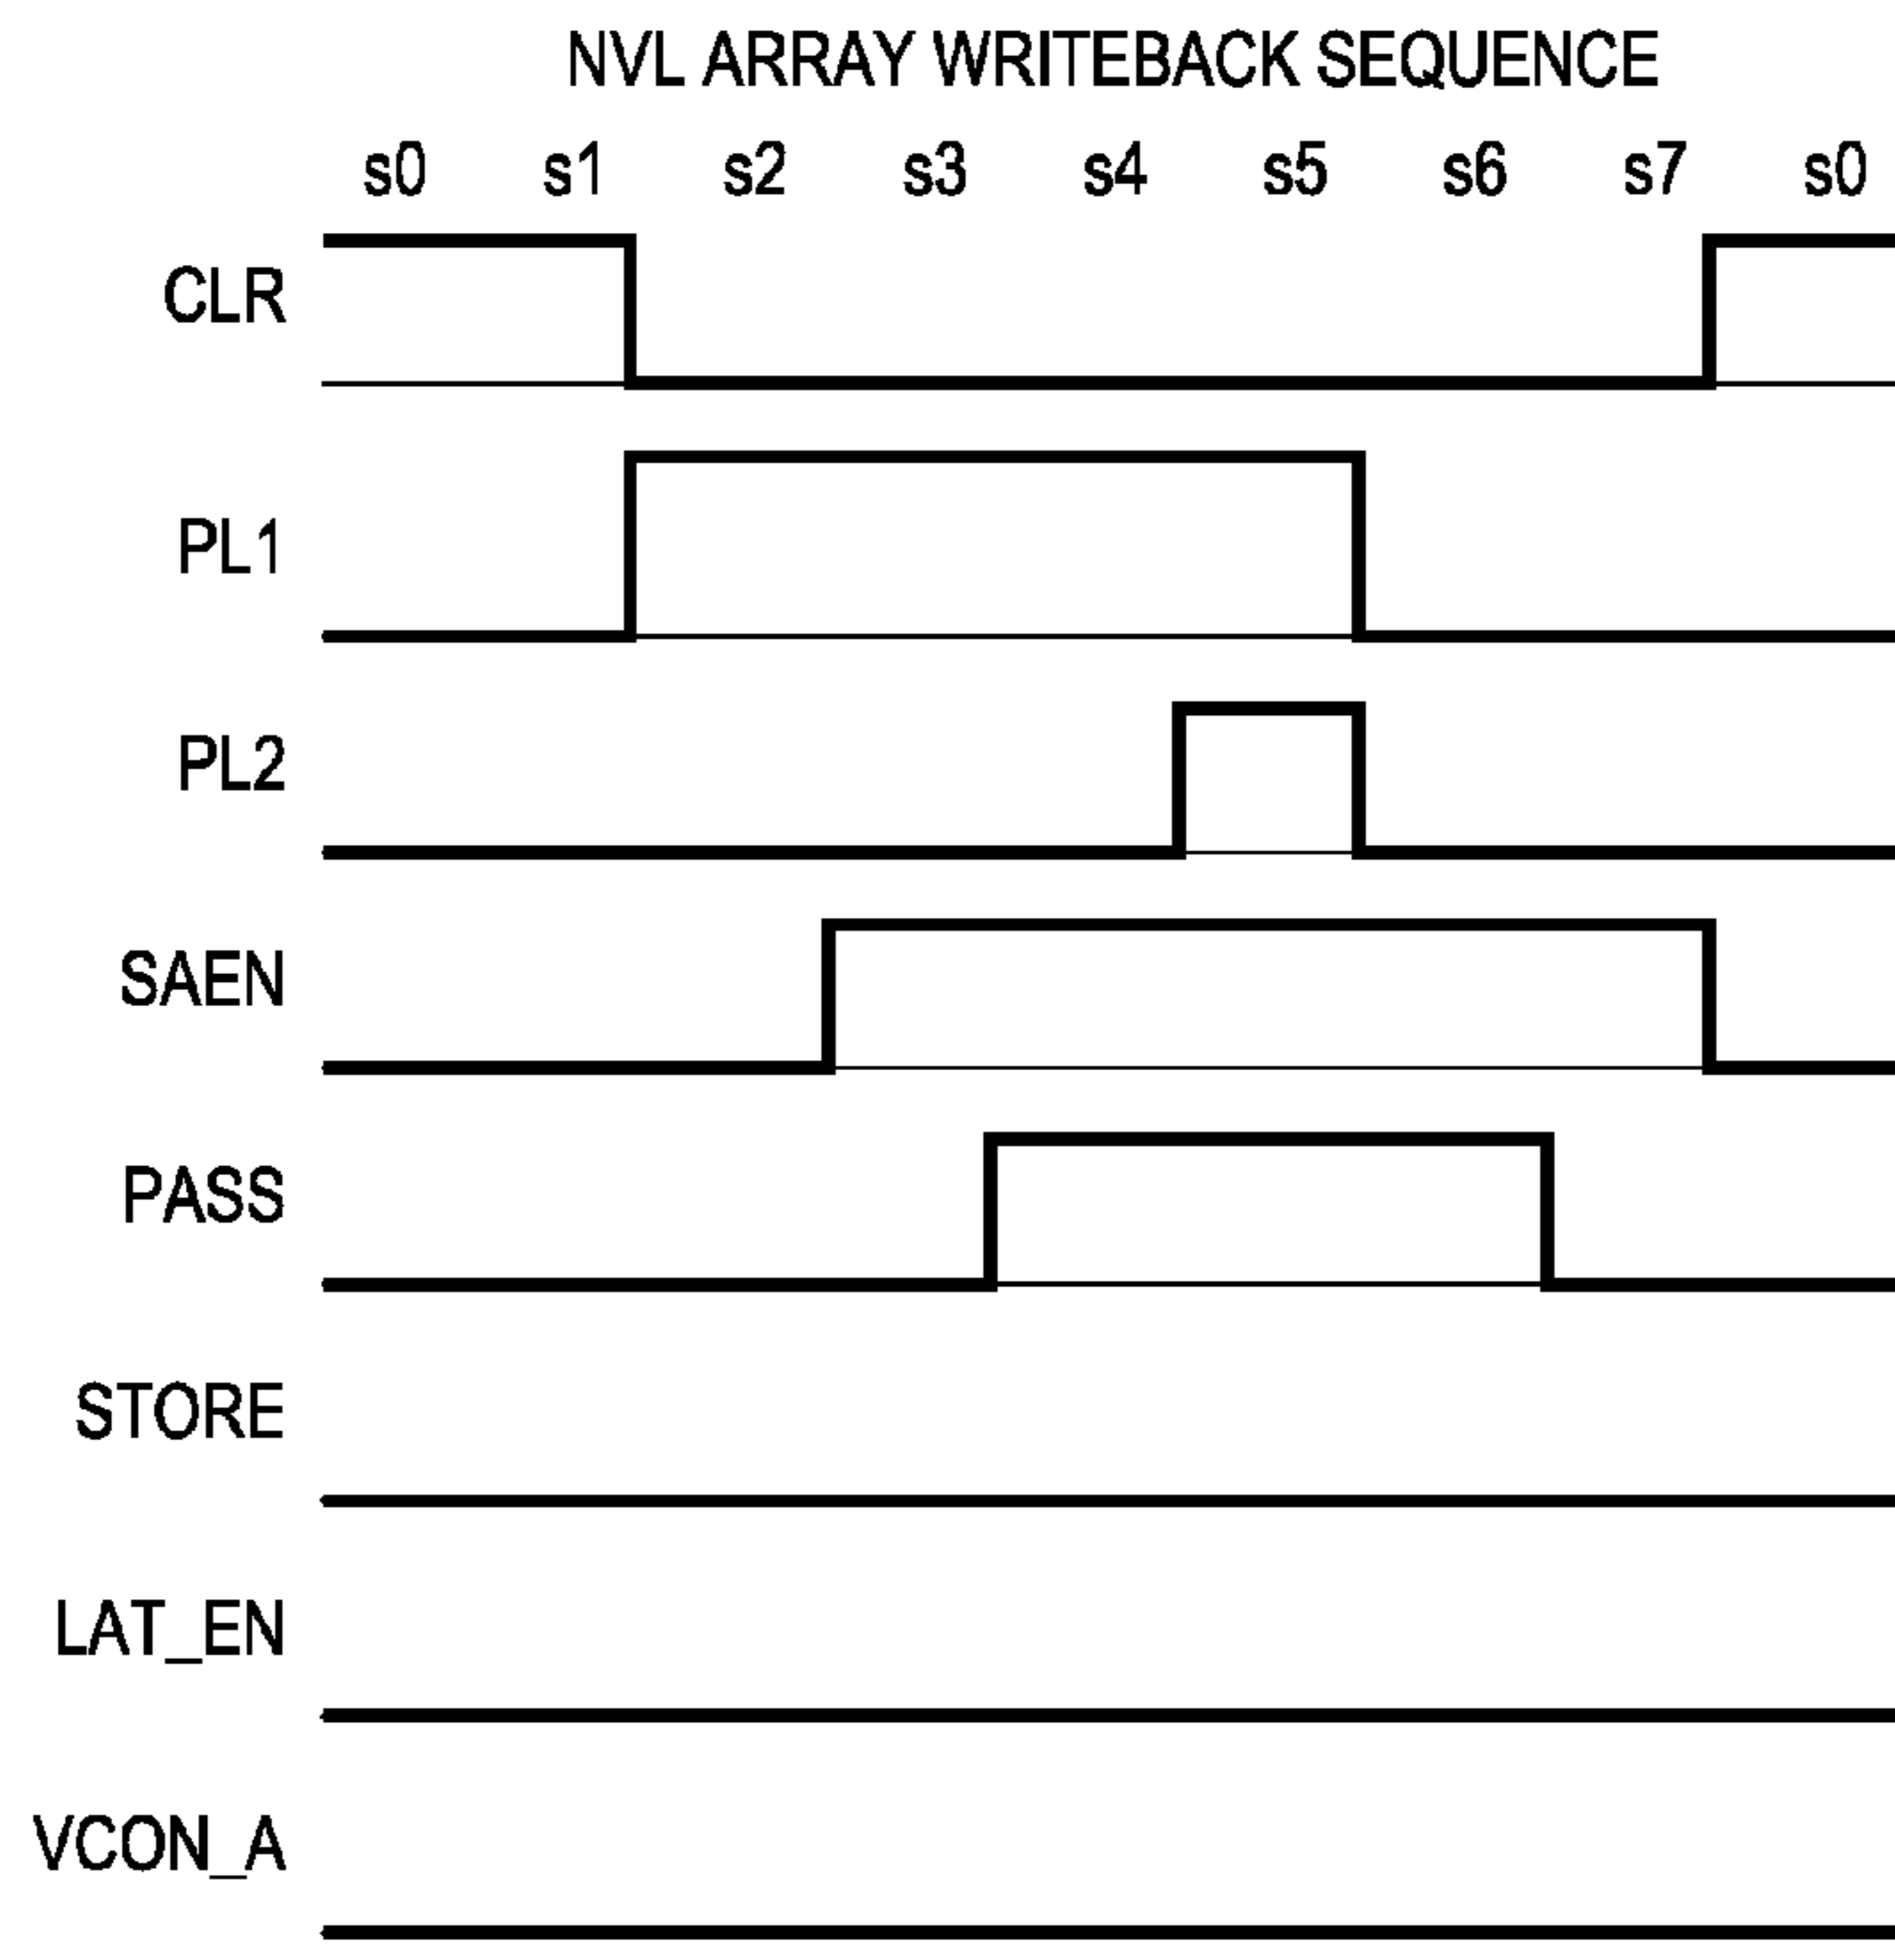 NVL ARRAY WRITEBACK SEQUENCE
s0 s1 s2 s3 s4 s5 s6 s7 s0
CLR
PL1
PL2
SAEN
PASS
STORE
LAT_EN
VCON_A